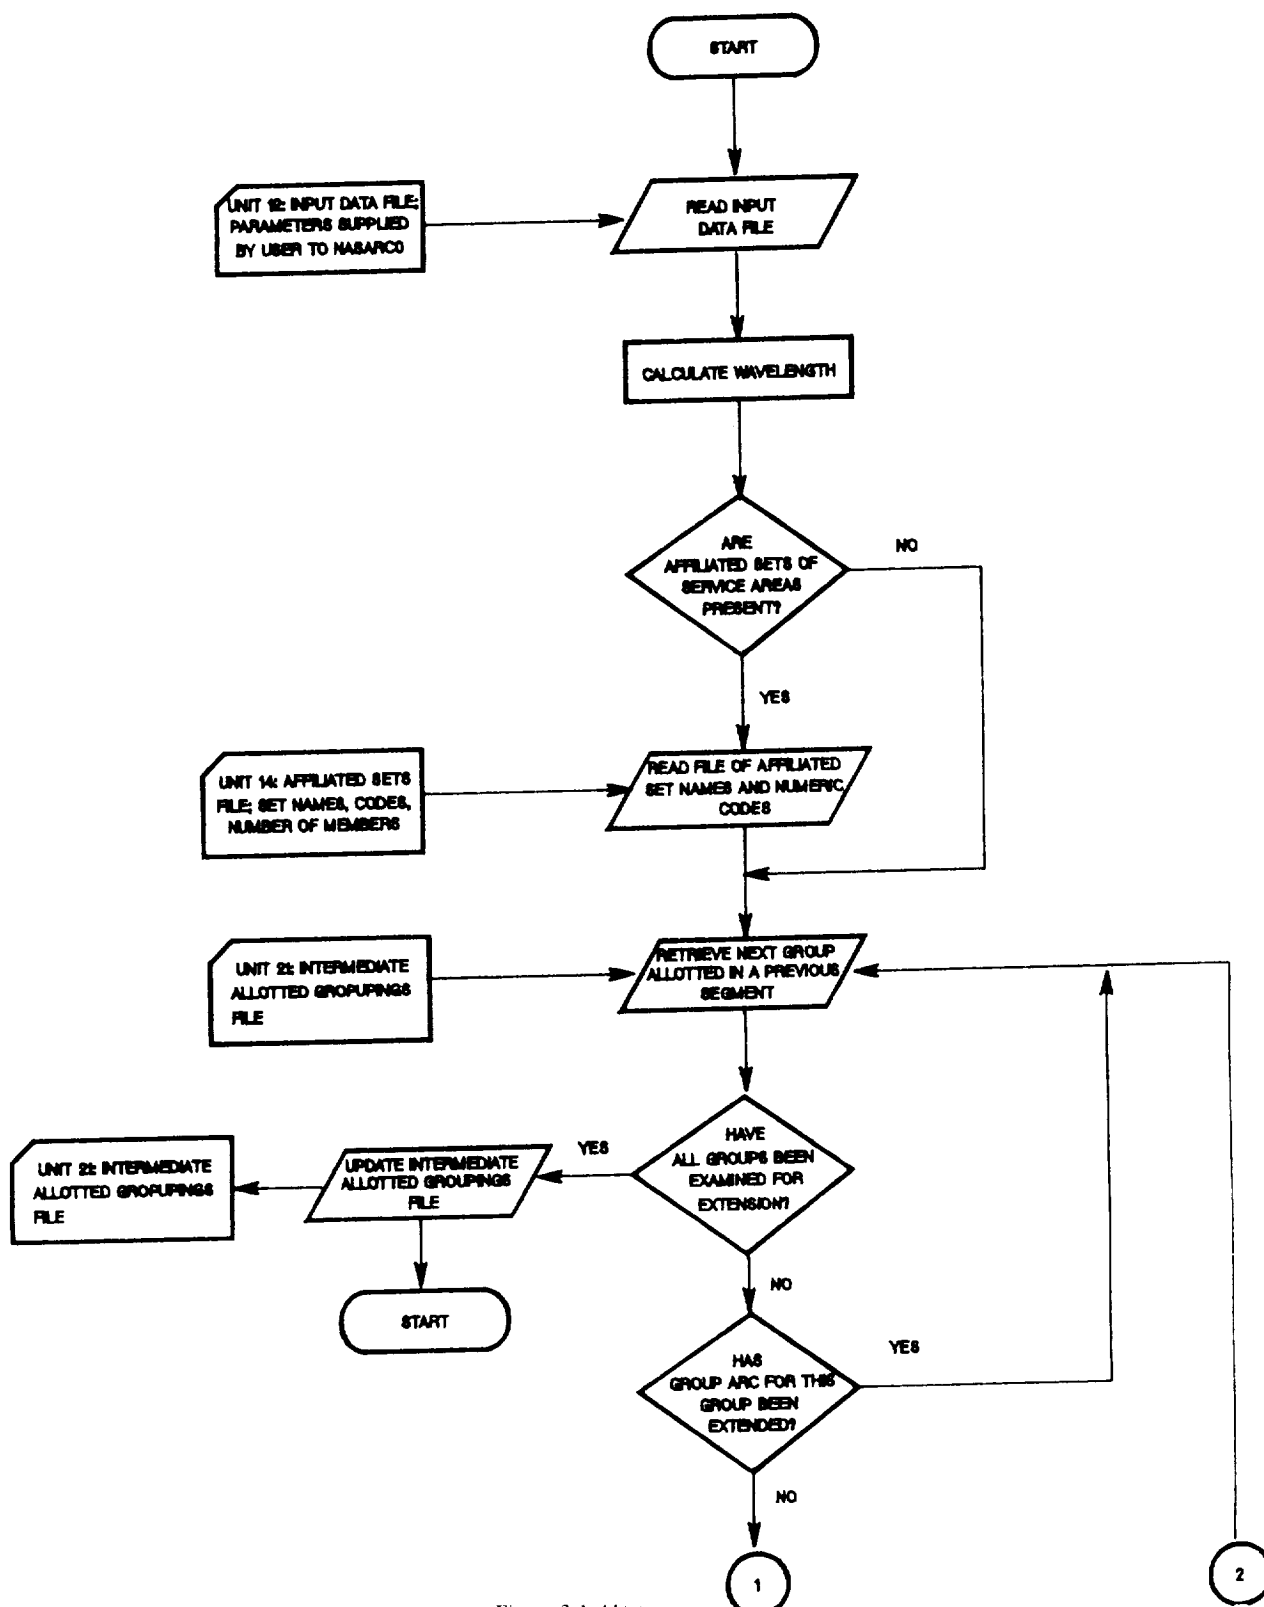 START
UNIT 12: INPUT DATA FILE;
PARAMETERS SUPPLIED
BY USER TO NASARC0
READ INPUT
DATA FILE
CALCULATE WAVELENGTH
ARE
AFFILIATED SETS OF
SERVICE AREAS
PRESENT?
NO
YES
UNIT 14: AFFILIATED SETS
FILE; SET NAMES, CODES,
NUMBER OF MEMBERS
READ FILE OF AFFILIATED
SET NAMES AND NUMERIC
CODES
UNIT 21: INTERMEDIATE
ALLOTTED GROPUPINGS
FILE
RETRIEVE NEXT GROUP
ALLOTTED IN A PREVIOUS
SEGMENT
HAVE
ALL GROUPS BEEN
EXAMINED FOR
EXTENSION?
YES
UPDATE INTERMEDIATE
ALLOTTED GROUPINGS
FILE
UNIT 21: INTERMEDIATE
ALLOTTED GROPUPINGS
FILE
START
NO
HAS
GROUP ARC FOR THIS
GROUP BEEN
EXTENDED?
YES
NO
1
2